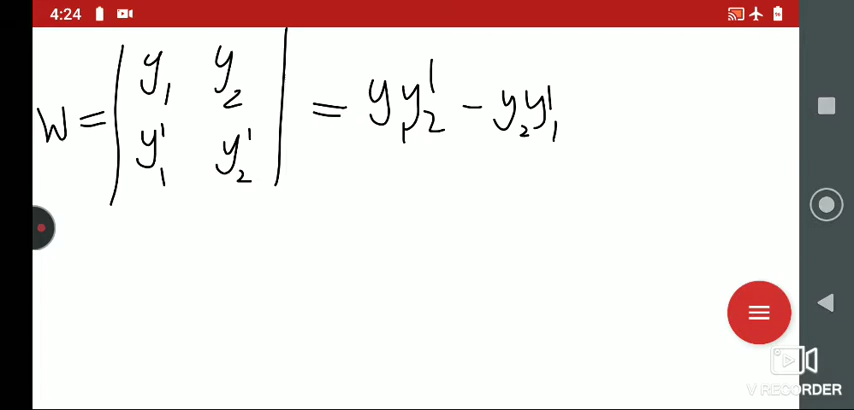 4:24
W = | y₁ y₂ | = y₁y₂' - y₂y₁'
| y₁' y₂' |
V RECORDER